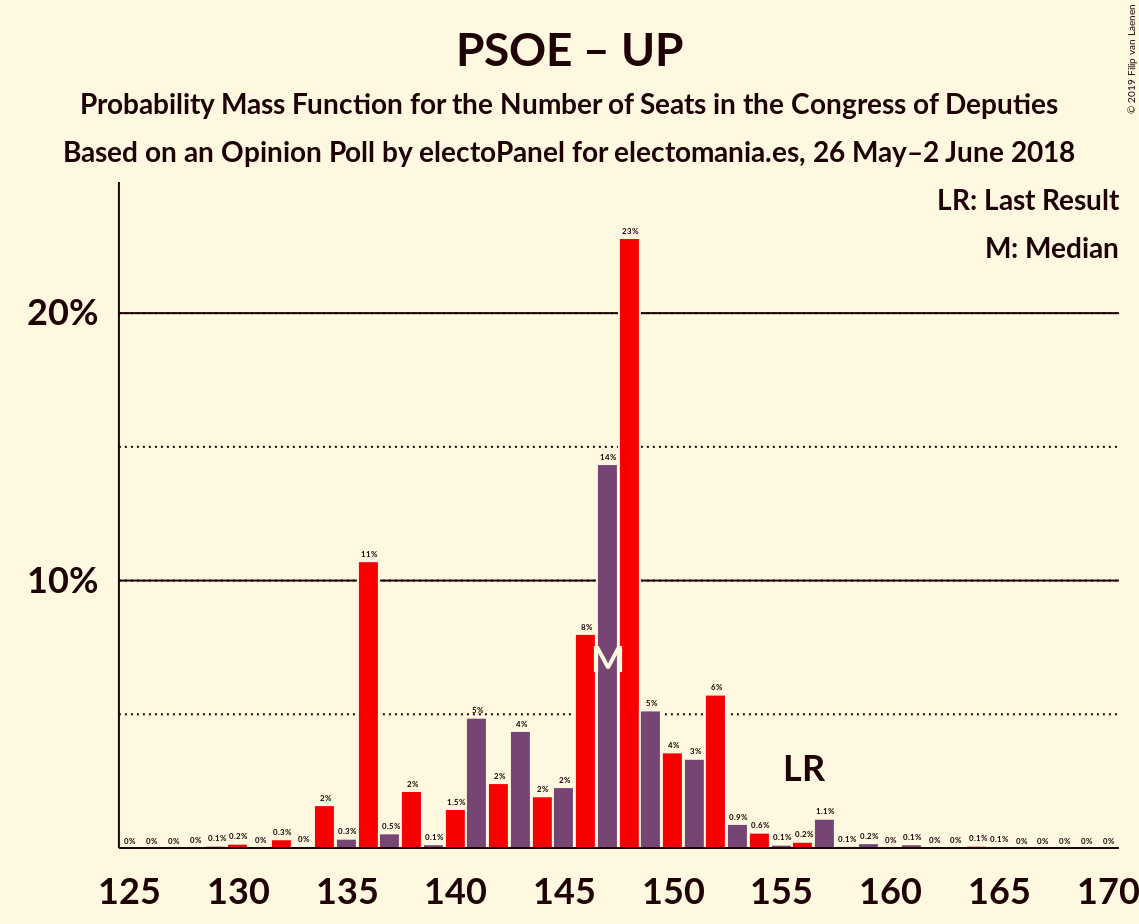 PSOE – UP
Probability Mass Function for the Number of Seats in the Congress of Deputies
Based on an Opinion Poll by electoPanel for electomania.es, 26 May–2 June 2018
© 2019 Filip van Laenen
LR: Last Result
M: Median
20%
10%
0% 0% 0% 0% 0.1% 0.2% 0% 0.3% 0% 2% 0.3% 11% 0.5% 2% 0.1% 1.5% 5% 2% 4% 2% 2% 8% 14% 23% 5% 4% 3% 6% 0.9% 0.6% 0.1% 0.2% 1.1% 0.1% 0.2% 0% 0.1% 0% 0% 0.1% 0.1% 0% 0% 0% 0% 0%
M
LR
125 130 135 140 145 150 155 160 165 170